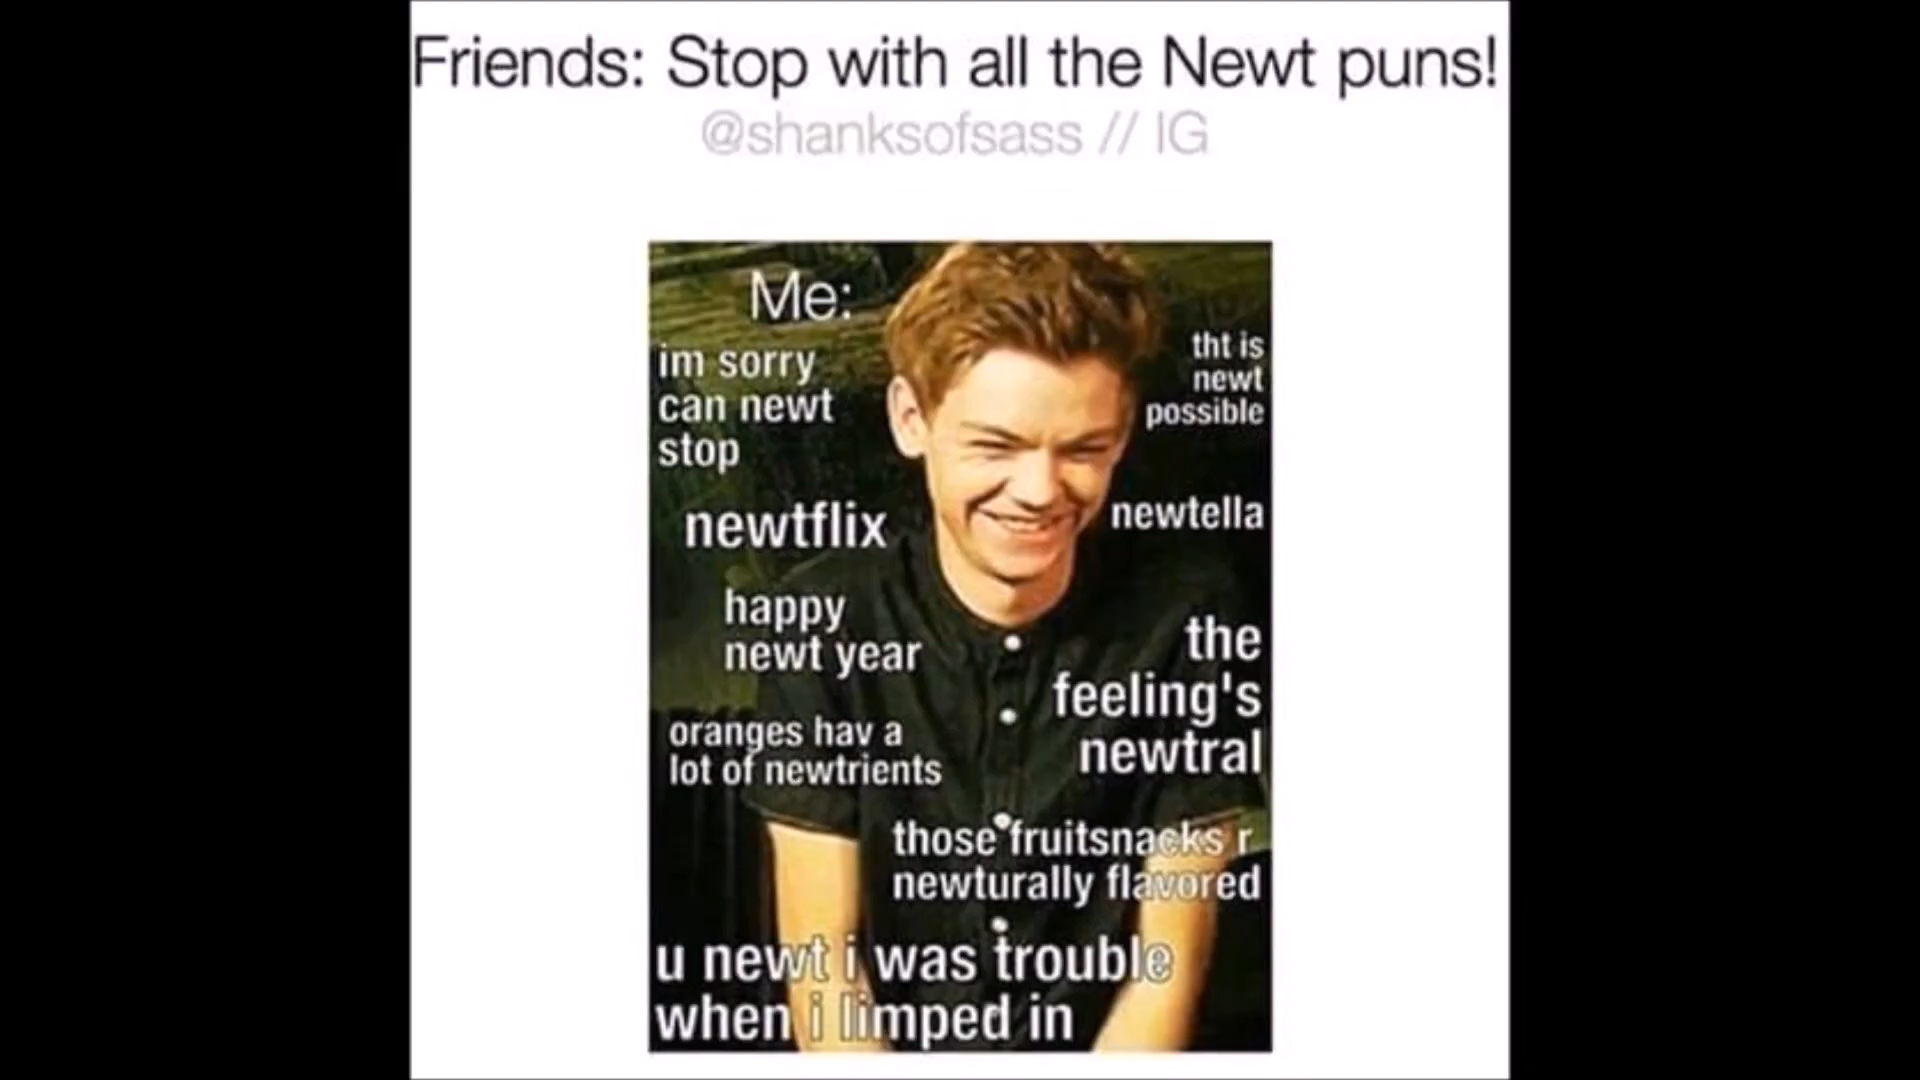 Friends: Stop with all the Newt puns!
@shanksofsass // IG
Me:
im sorry
can newt
stop
tht is
newt
possible
newtflix
newtella
happy
newt year
the
feeling's
newtral
oranges hav a
lot of newtrients
those fruitsnacks r
newturally flavored
u newt i was trouble
when i limped in